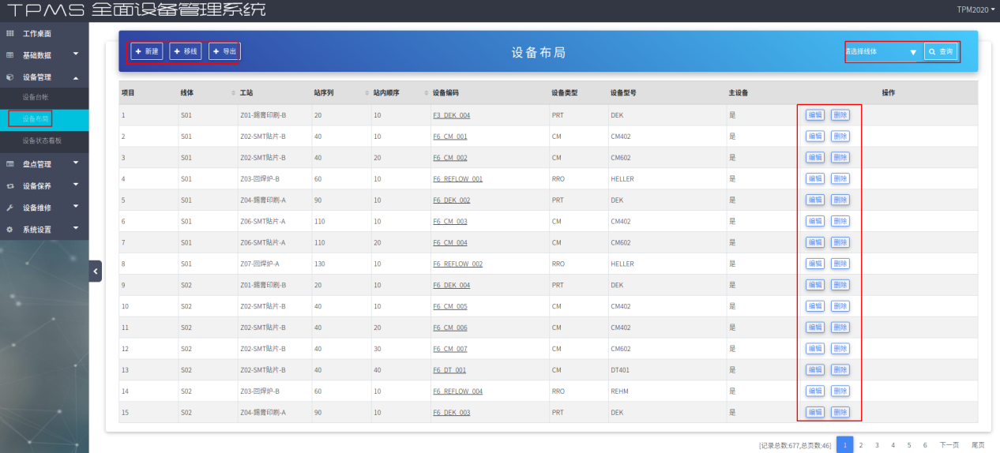 TPMS 全面设备管理系统
TPM2020
工作桌面
基础数据
设备管理
设备台帐
设备布局
设备状态看板
盘点管理
设备保养
设备维修
系统设置
新建 移线 导出
设备布局
请选择线体 查询
项目 线体 工站 站序列 站内顺序 设备编码 设备类型 设备型号 主设备 操作
1 S01 Z01-錫膏印刷-B 20 10 F3_DEK_004 PRT DEK 是 编辑 删除
2 S01 Z02-SMT貼片-B 40 10 F6_CM_001 CM CM402 是 编辑 删除
3 S01 Z02-SMT貼片-B 40 20 F6_CM_002 CM CM602 是 编辑 删除
4 S01 Z03-回焊炉-B 60 10 F6_REFLOW_001 RRO HELLER 是 编辑 删除
5 S01 Z04-錫膏印刷-A 90 10 F6_DEK_002 PRT DEK 是 编辑 删除
6 S01 Z06-SMT貼片-A 110 10 F6_CM_003 CM CM402 是 编辑 删除
7 S01 Z06-SMT貼片-A 110 20 F6_CM_004 CM CM602 是 编辑 删除
8 S01 Z07-回焊炉-A 130 10 F6_REFLOW_002 RRO HELLER 是 编辑 删除
9 S02 Z01-錫膏印刷-B 20 10 F6_DEK_004 PRT DEK 是 编辑 删除
10 S02 Z02-SMT貼片-B 40 10 F6_CM_005 CM CM402 是 编辑 删除
11 S02 Z02-SMT貼片-B 40 20 F6_CM_006 CM CM402 是 编辑 删除
12 S02 Z02-SMT貼片-B 40 30 F6_CM_007 CM CM602 是 编辑 删除
13 S02 Z02-SMT貼片-B 40 40 F6_DT_001 CM DT401 是 编辑 删除
14 S02 Z03-回焊炉-B 60 10 F6_REFLOW_004 RRO REHM 是 编辑 删除
15 S02 Z04-錫膏印刷-A 90 10 F6_DEK_003 PRT DEK 是 编辑 删除
[记录总数:677,总页数:46] 1 2 3 4 5 6 下一页 尾页